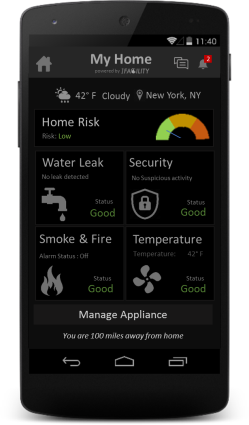 11:40
My Home
powered by
2
42° F Cloudy New York, NY
Home Risk
Risk: Low
Water Leak
No leak detected
Status
Good
Security
No Suspicious activity
Status
Good
Smoke & Fire
Alarm Status : Off
Status
Good
Temperature
Temperature: 42° F
Status
Good
Manage Appliance
You are 100 miles away from home